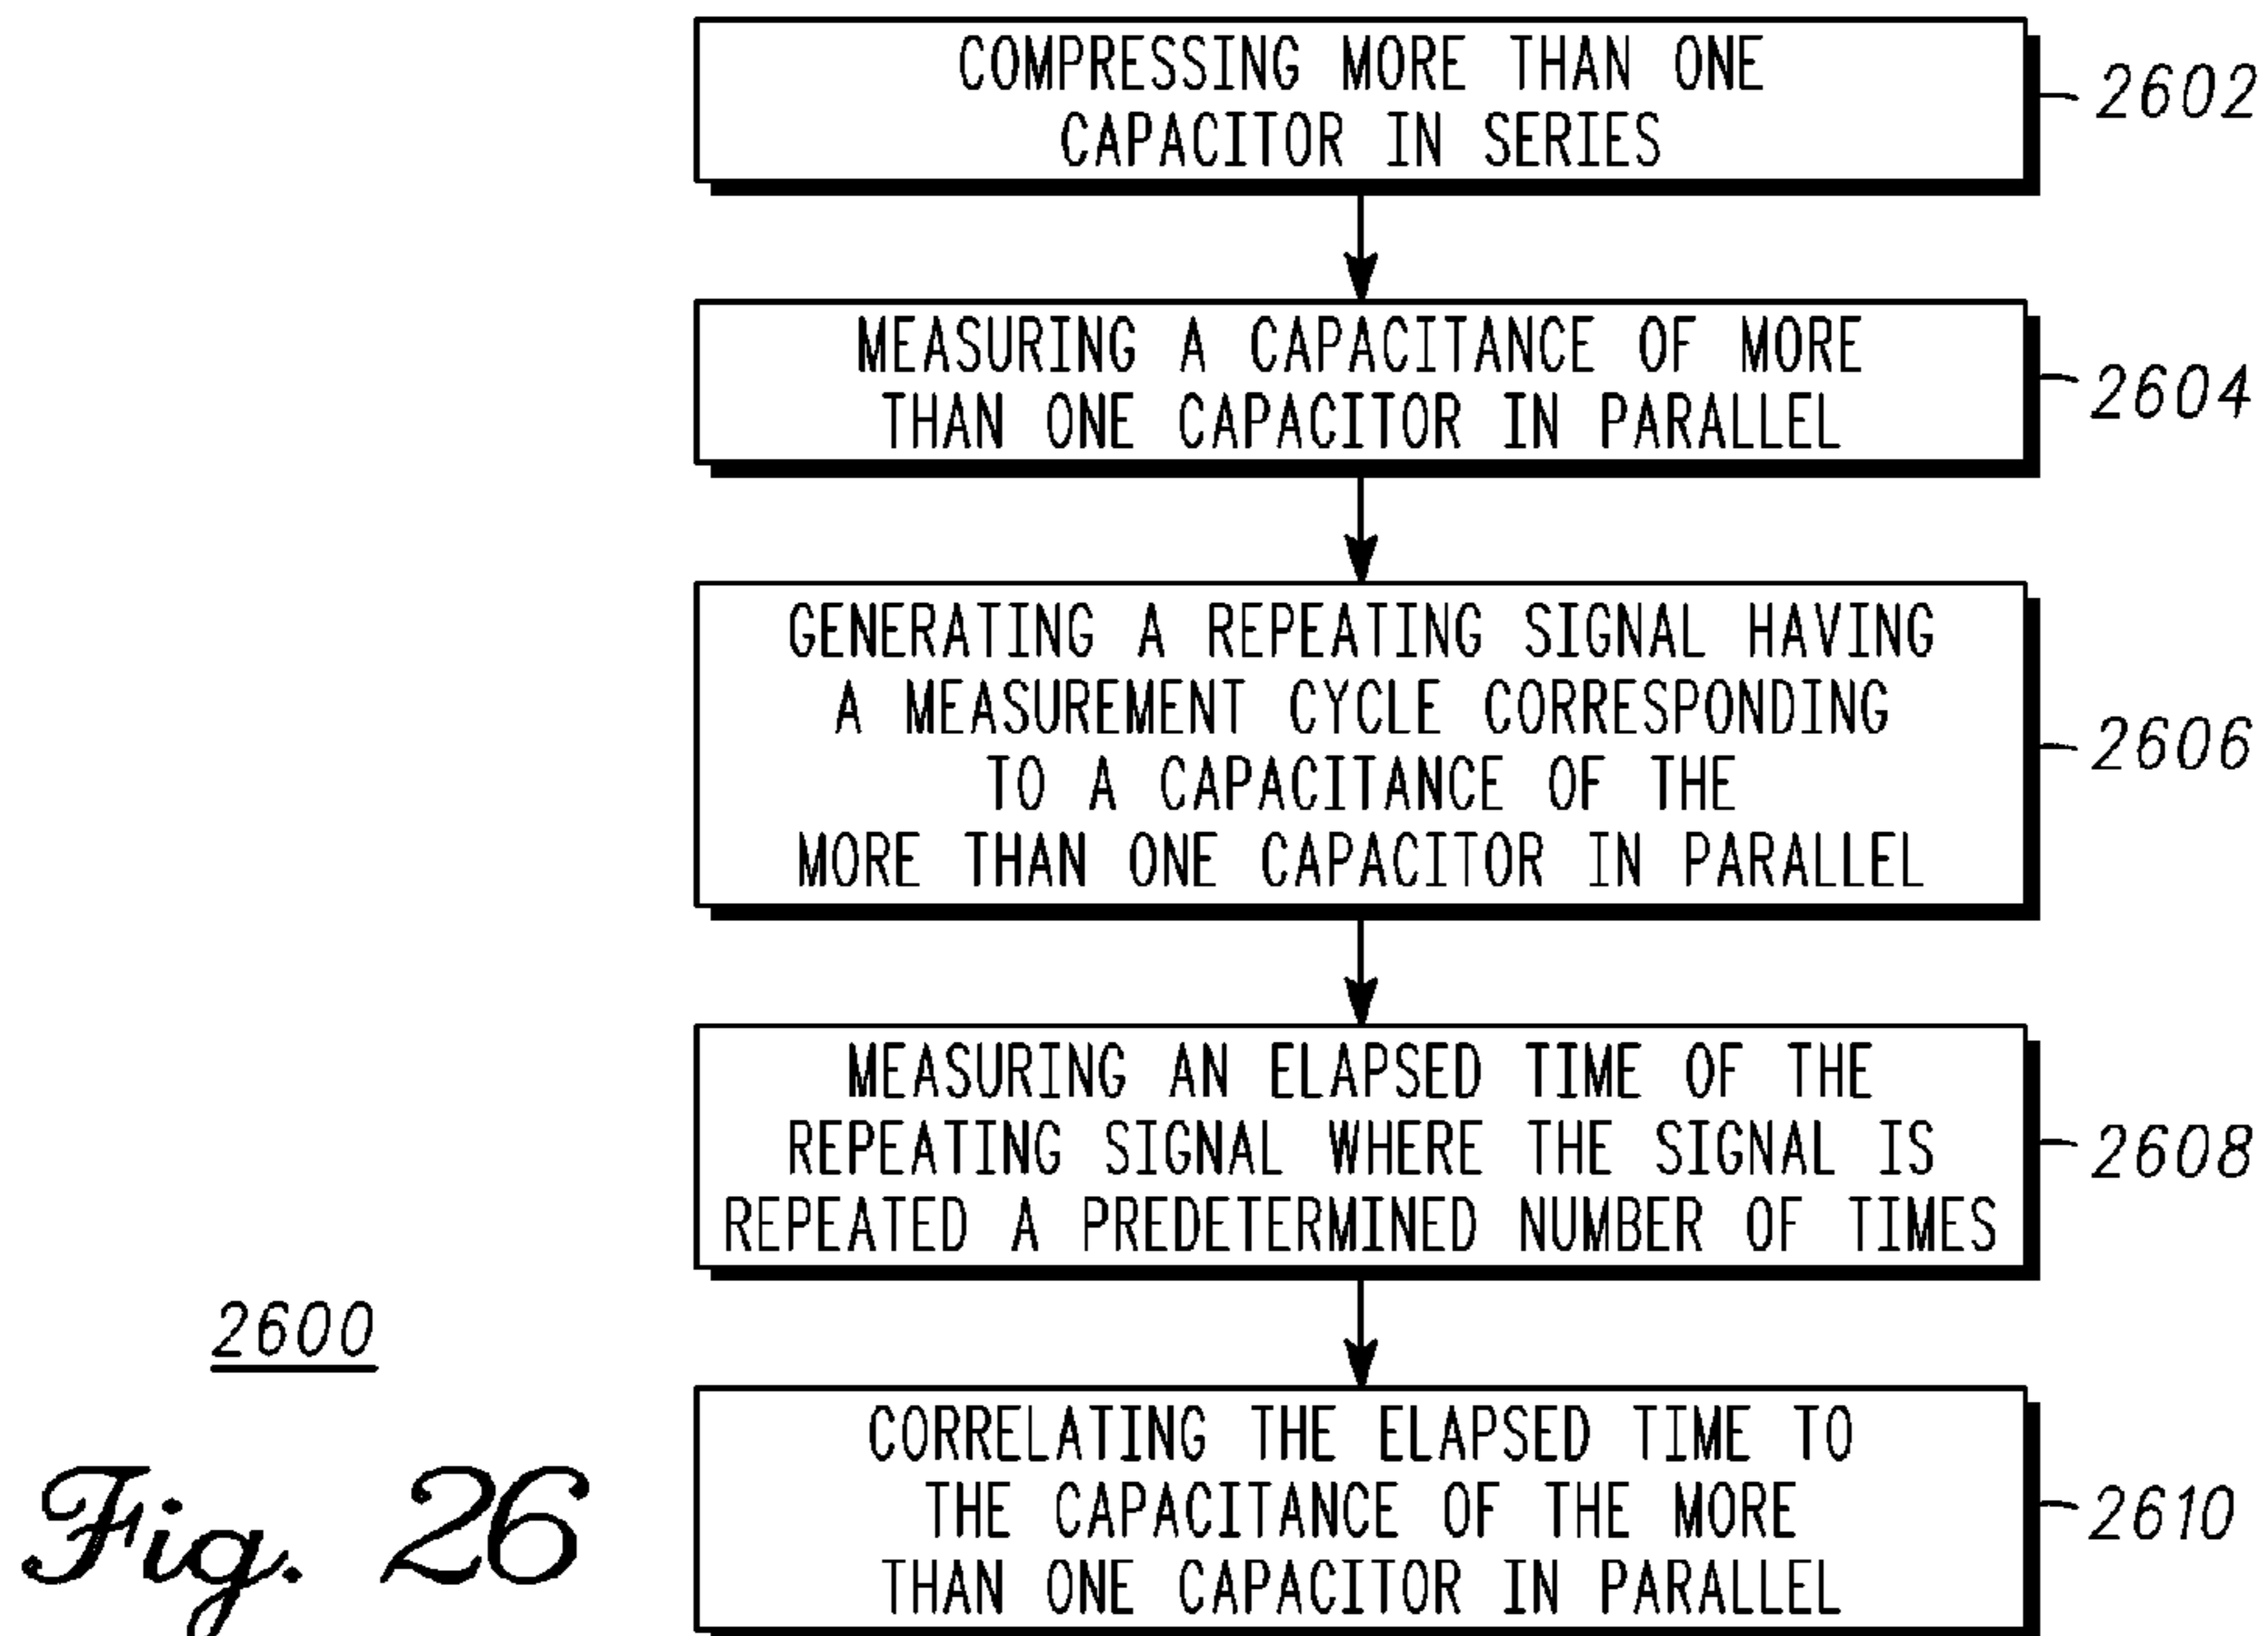 COMPRESSING MORE THAN ONE
CAPACITOR IN SERIES
2602
MEASURING A CAPACITANCE OF MORE
THAN ONE CAPACITOR IN PARALLEL
2604
GENERATING A REPEATING SIGNAL HAVING
A MEASUREMENT CYCLE CORRESPONDING
TO A CAPACITANCE OF THE
MORE THAN ONE CAPACITOR IN PARALLEL
2606
MEASURING AN ELAPSED TIME OF THE
REPEATING SIGNAL WHERE THE SIGNAL IS
REPEATED A PREDETERMINED NUMBER OF TIMES
2608
CORRELATING THE ELAPSED TIME TO
THE CAPACITANCE OF THE MORE
THAN ONE CAPACITOR IN PARALLEL
2610
2600
Fig. 26